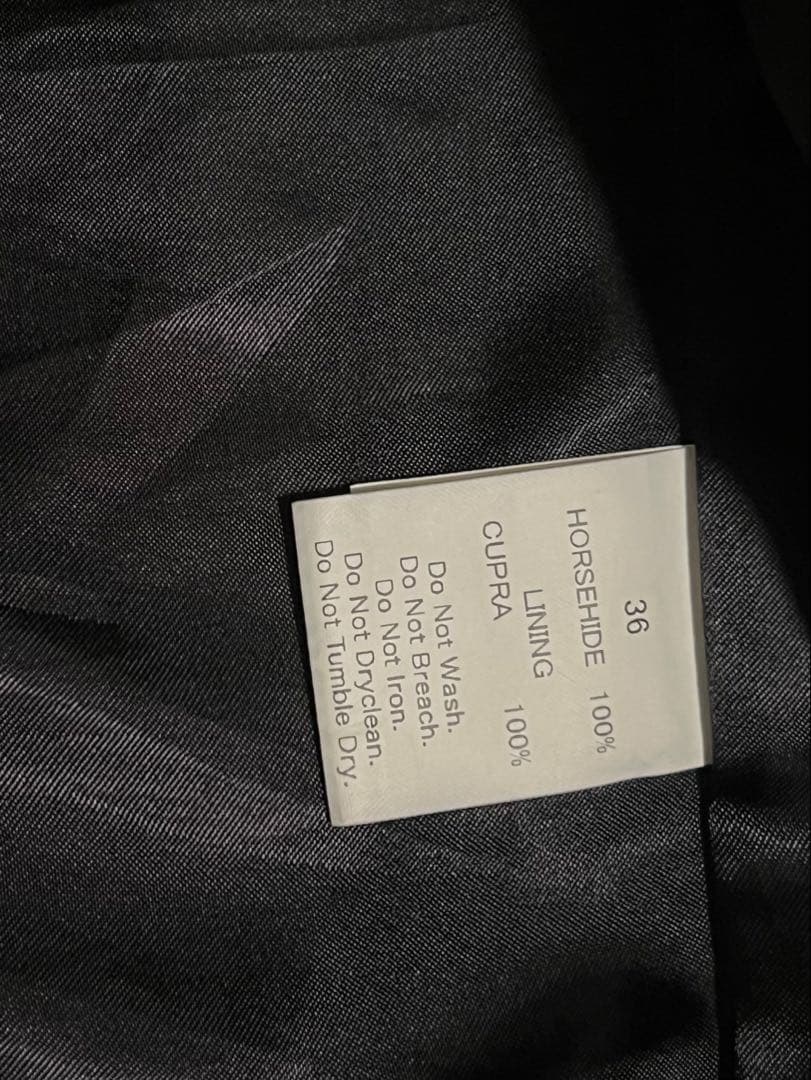 36
HORSEHIDE 100%
LINING
CUPRA 100%
Do Not Wash.
Do Not Breach.
Do Not Iron.
Do Not Dryclean.
Do Not Tumble Dry.